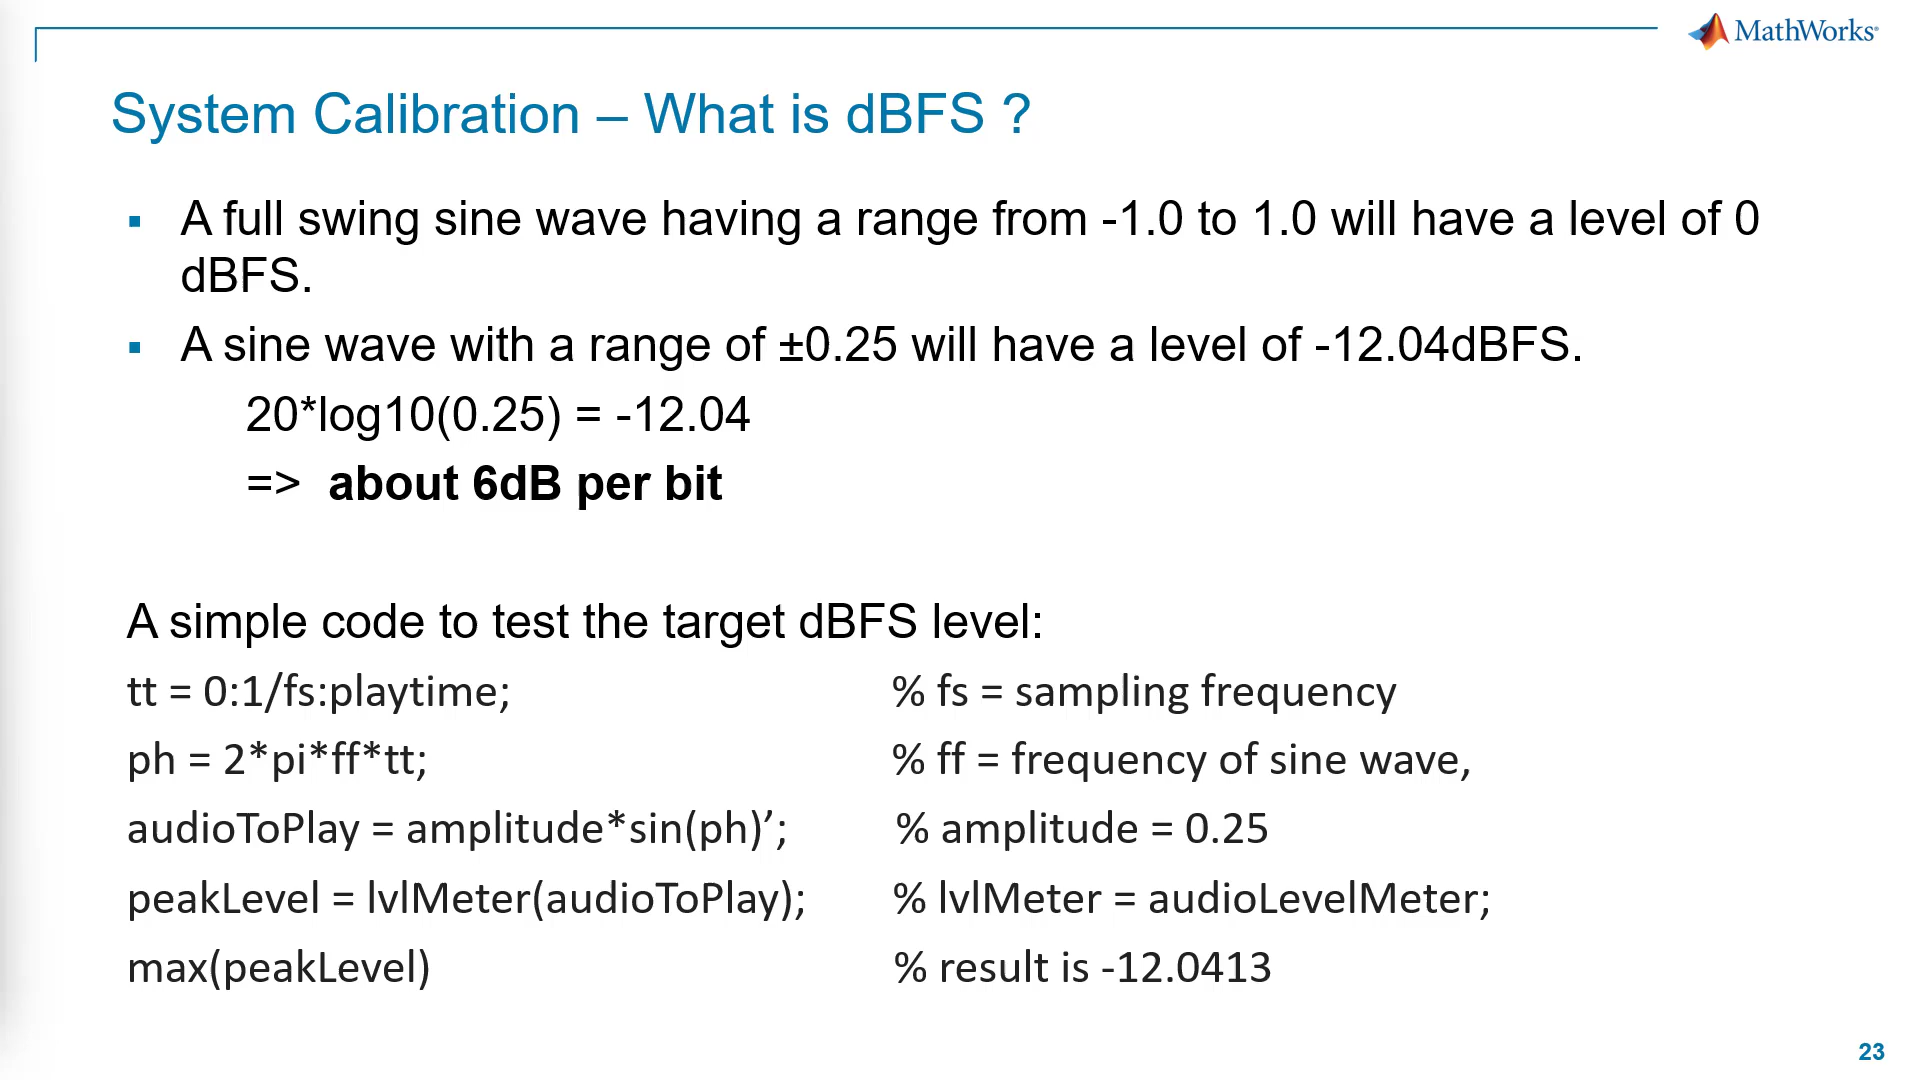 MathWorks®
System Calibration – What is dBFS ?
▪ A full swing sine wave having a range from -1.0 to 1.0 will have a level of 0
dBFS.
▪ A sine wave with a range of ±0.25 will have a level of -12.04dBFS.
20*log10(0.25) = -12.04
=> about 6dB per bit
A simple code to test the target dBFS level:
tt = 0:1/fs:playtime; % fs = sampling frequency
ph = 2*pi*ff*tt; % ff = frequency of sine wave,
audioToPlay = amplitude*sin(ph)’; % amplitude = 0.25
peakLevel = lvlMeter(audioToPlay); % lvlMeter = audioLevelMeter;
max(peakLevel) % result is -12.0413
23